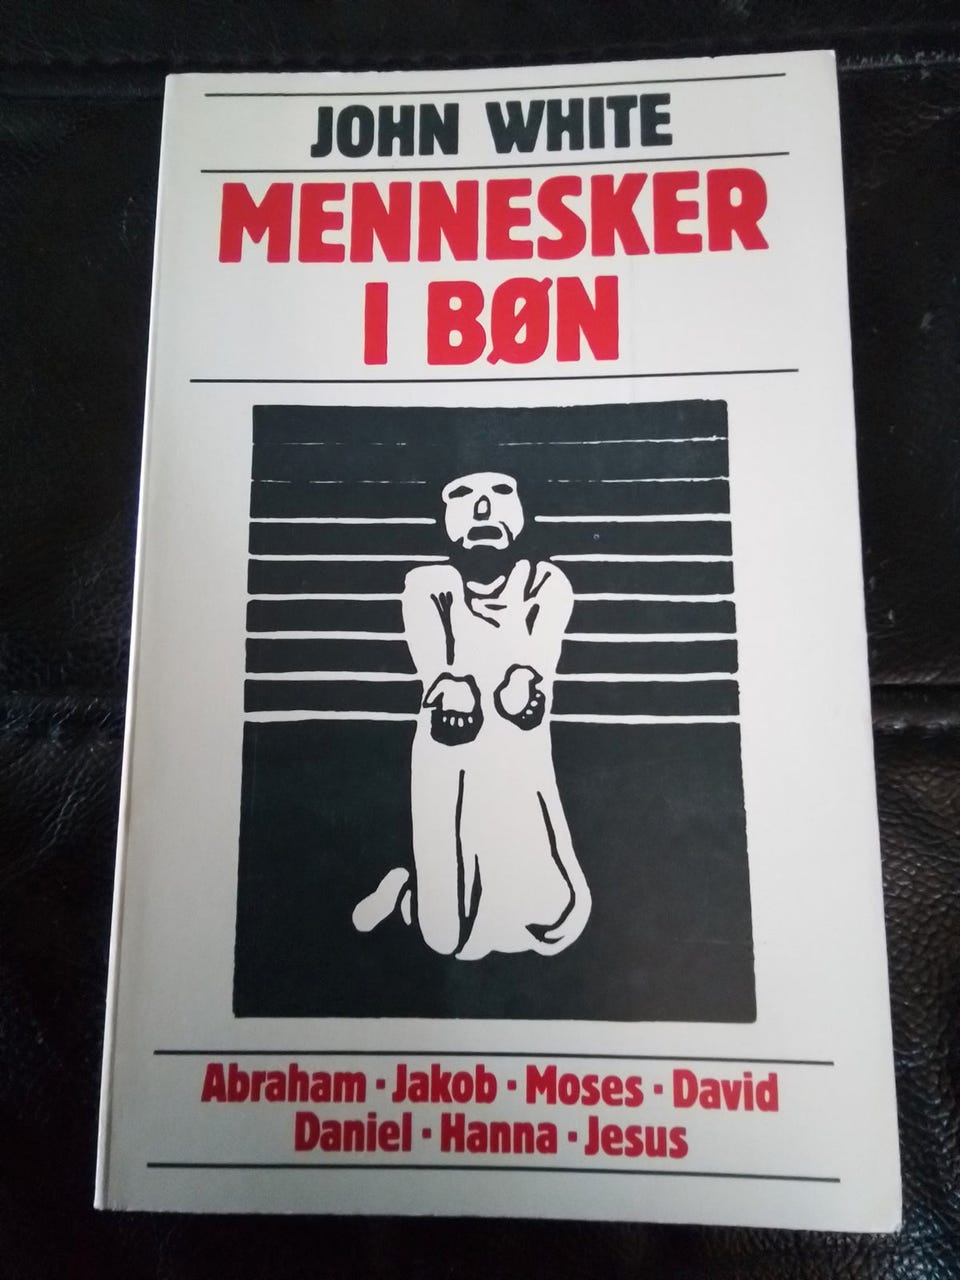 JOHN WHITE
MENNESKER
I BØN
Abraham · Jakob · Moses · David
Daniel · Hanna · Jesus